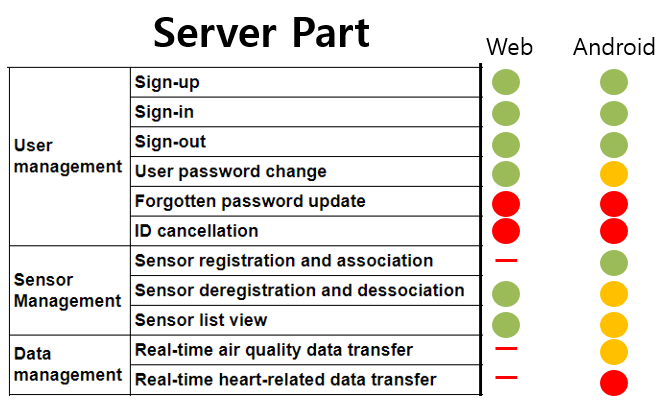 Server Part
Web Android
Sign-up
Sign-in
Sign-out
User management
User password change
Forgotten password update
ID cancellation
Sensor registration and association
Sensor Management
Sensor deregistration and dessociation
Sensor list view
Data management
Real-time air quality data transfer
Real-time heart-related data transfer